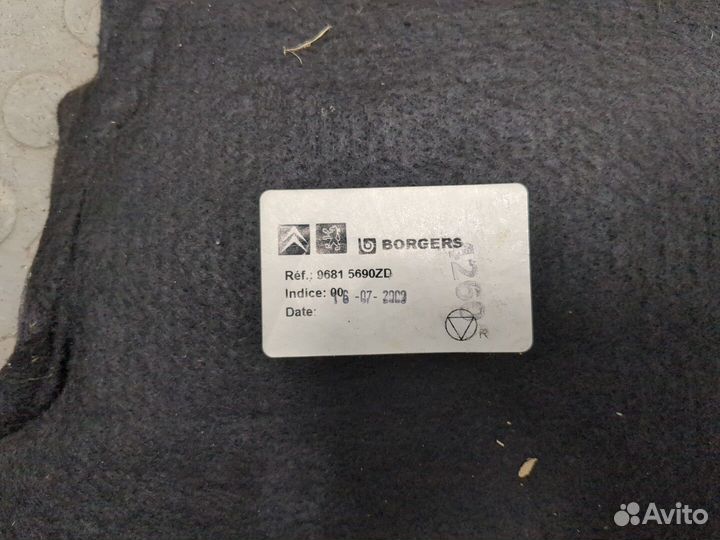 BORGERS
Réf.: 9681 5690ZD
Indice: 00
16 -07- 2009
Date:
R
Avito